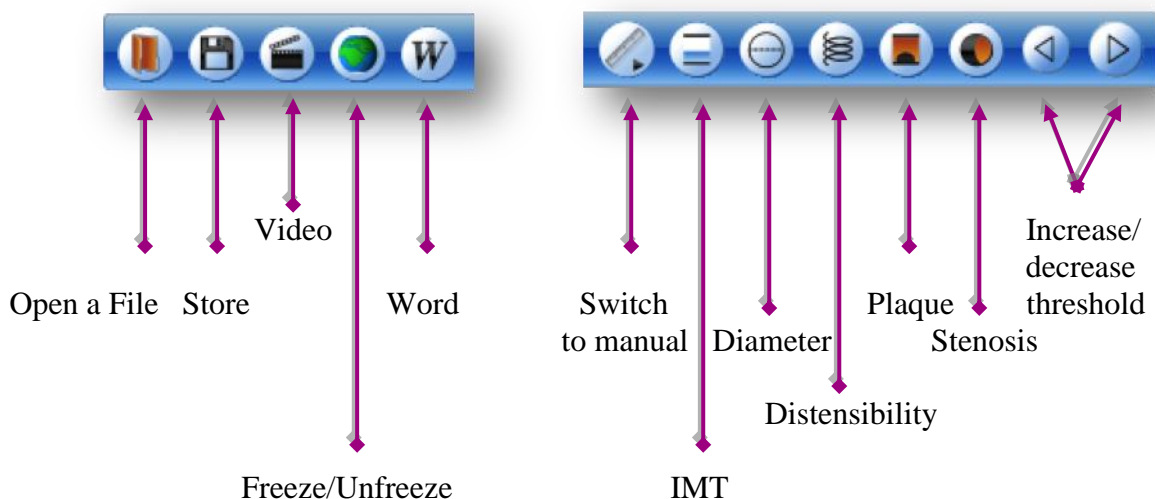 W
Video
Open a File
Store
Word
Freeze/Unfreeze
Switch
to manual
Diameter
Distensibility
IMT
Plaque
Stenosis
Increase/
decrease
threshold